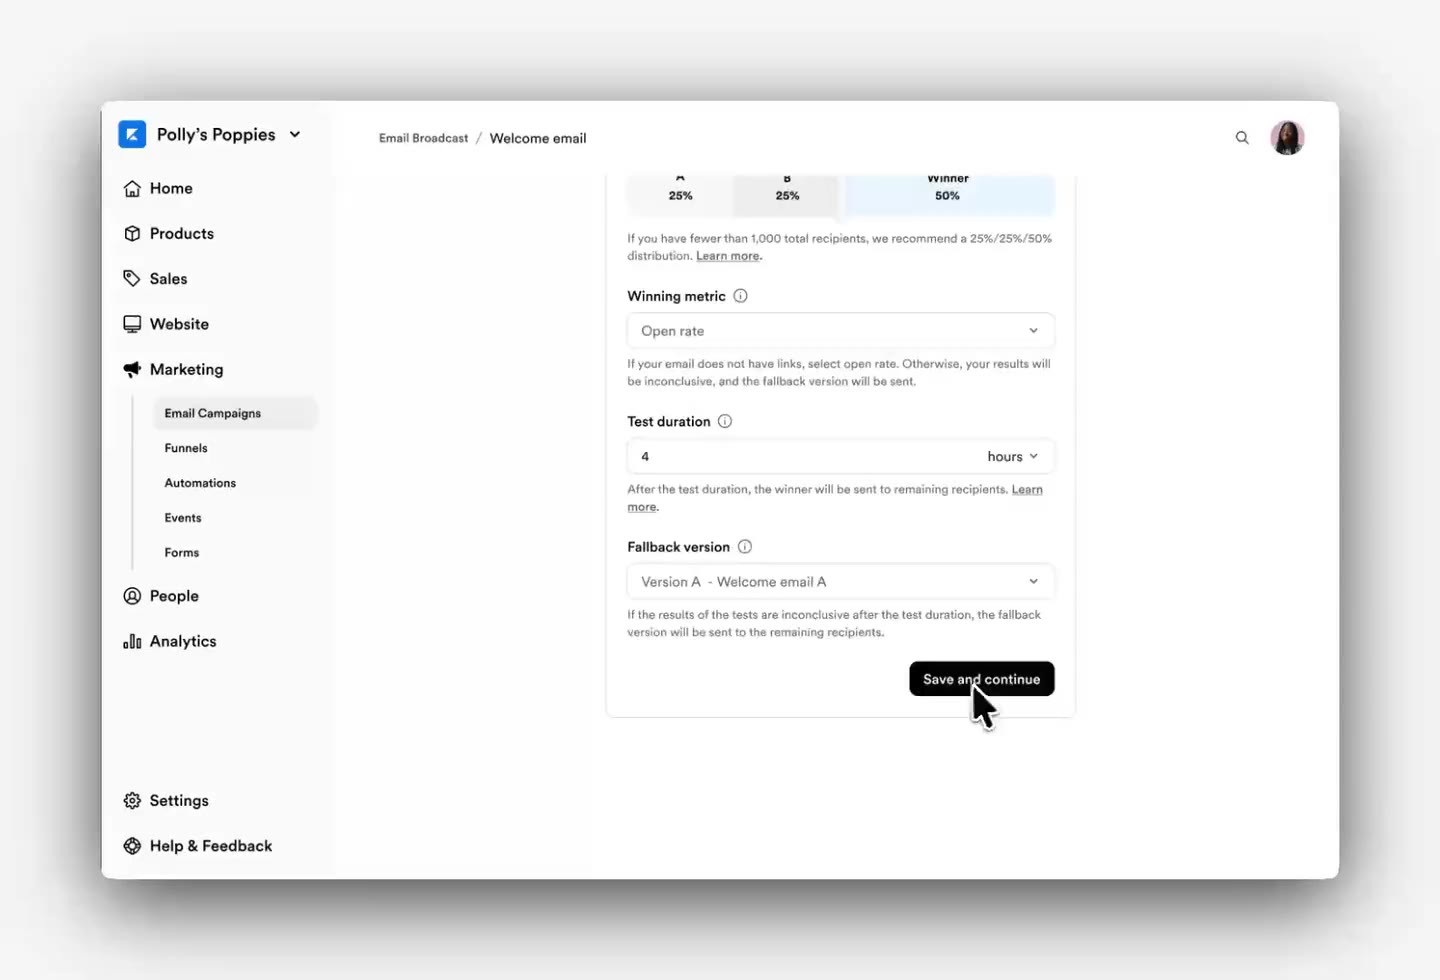 Polly's Poppies
Email Broadcast / Welcome email
Home
Products
Sales
Website
Marketing
Email Campaigns
Funnels
Automations
Events
Forms
People
Analytics
Settings
Help & Feedback
A B Winner
25% 25% 50%
If you have fewer than 1,000 total recipients, we recommend a 25%/25%/50%
distribution. Learn more.
Winning metric
Open rate
If your email does not have links, select open rate. Otherwise, your results will
be inconclusive, and the fallback version will be sent.
Test duration
4 hours
After the test duration, the winner will be sent to remaining recipients. Learn
more.
Fallback version
Version A - Welcome email A
If the results of the tests are inconclusive after the test duration, the fallback
version will be sent to the remaining recipients.
Save and continue